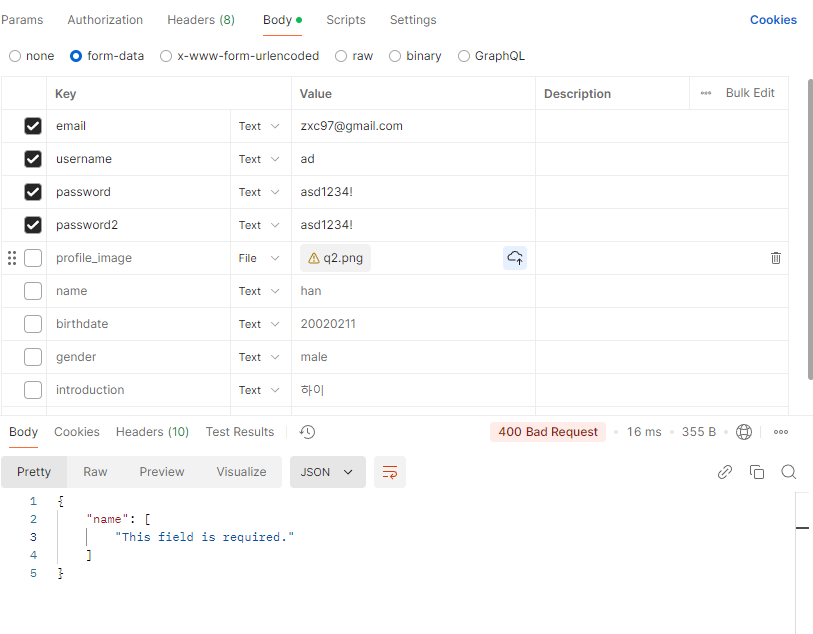 Params Authorization Headers (8) Body Scripts Settings Cookies
none form-data x-www-form-urlencoded raw binary GraphQL
Key Value Description Bulk Edit
email Text zxc97@gmail.com
username Text ad
password Text asd1234!
password2 Text asd1234!
profile_image File q2.png
name Text han
birthdate Text 20020211
gender Text male
introduction Text 하이
Body Cookies Headers (10) Test Results 400 Bad Request 16 ms 355 B
Pretty Raw Preview Visualize JSON
1 {
2 "name": [
3 "This field is required."
4 ]
5 }